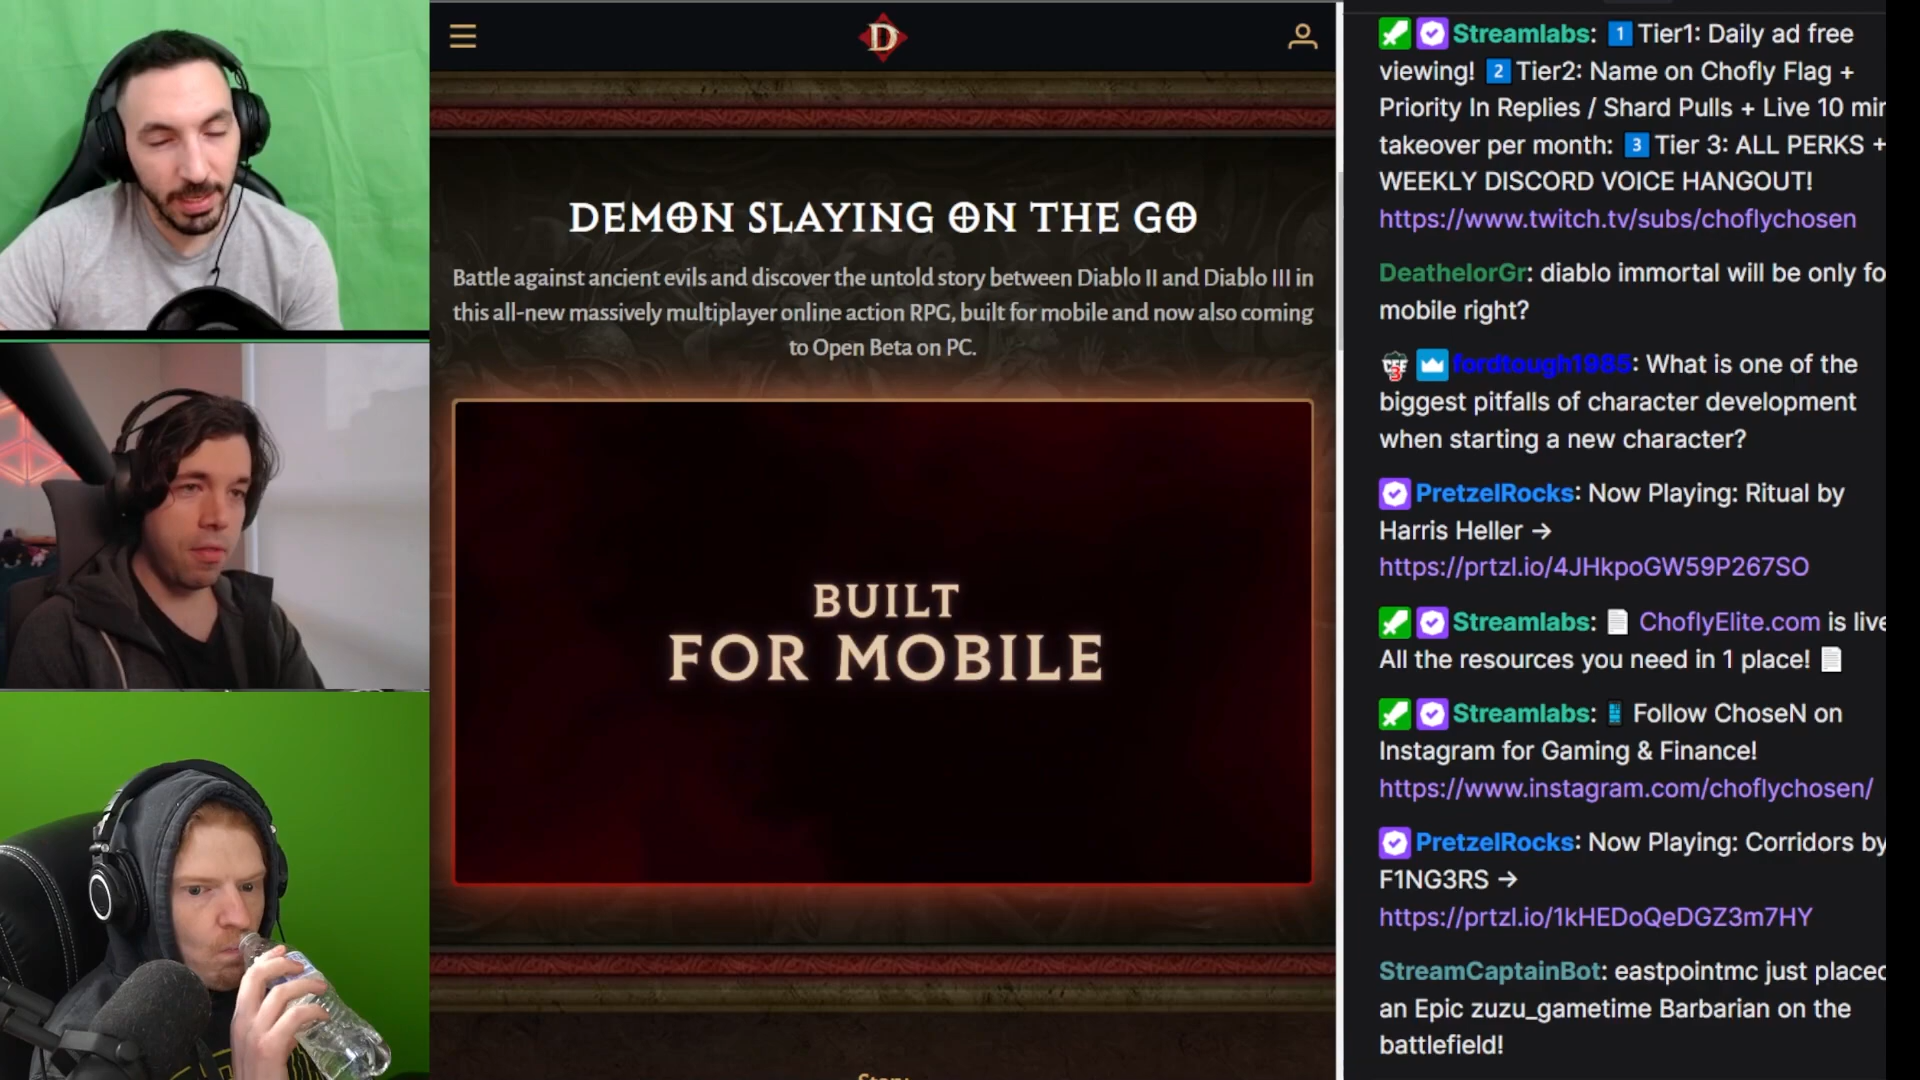 D
DEMON SLAYING ON THE GO
Battle against ancient evils and discover the untold story between Diablo II and Diablo III in
this all-new massively multiplayer online action RPG, built for mobile and now also coming
to Open Beta on PC.
BUILT
FOR MOBILE
Streamlabs: 1 Tier1: Daily ad free
viewing! 2 Tier2: Name on Chofly Flag +
Priority In Replies / Shard Pulls + Live 10 min
takeover per month: 3 Tier 3: ALL PERKS +
WEEKLY DISCORD VOICE HANGOUT!
https://www.twitch.tv/subs/choflychosen
DeathelorGr: diablo immortal will be only fo
mobile right?
fordtough1985: What is one of the
biggest pitfalls of character development
when starting a new character?
PretzelRocks: Now Playing: Ritual by
Harris Heller →
https://prtzl.io/4JHkpoGW59P267SO
Streamlabs: ChoflyElite.com is live
All the resources you need in 1 place!
Streamlabs: Follow ChoseN on
Instagram for Gaming & Finance!
https://www.instagram.com/choflychosen/
PretzelRocks: Now Playing: Corridors by
F1NG3RS →
https://prtzl.io/1kHEDoQeDGZ3m7HY
StreamCaptainBot: eastpointmc just placed
an Epic zuzu_gametime Barbarian on the
battlefield!